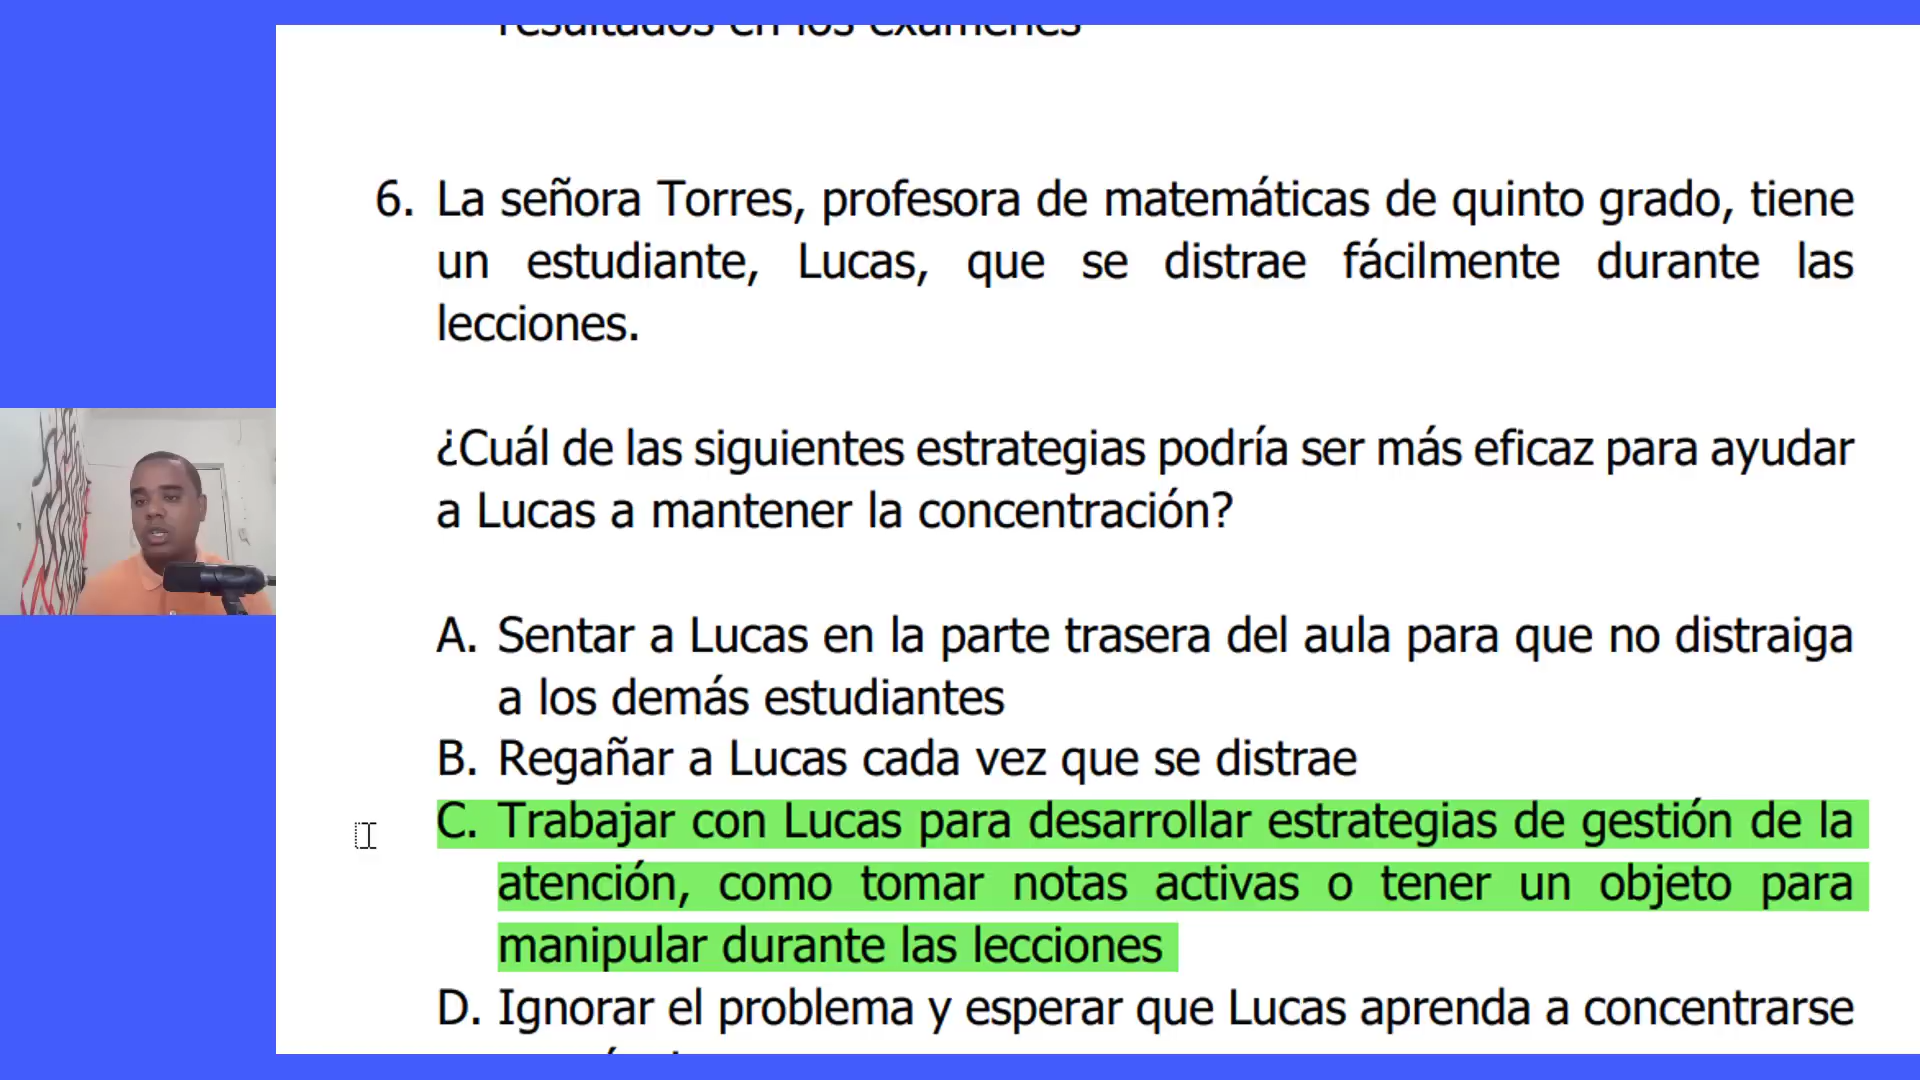 resultados en los exámenes
6. La señora Torres, profesora de matemáticas de quinto grado, tiene
un estudiante, Lucas, que se distrae fácilmente durante las
lecciones.
¿Cuál de las siguientes estrategias podría ser más eficaz para ayudar
a Lucas a mantener la concentración?
A. Sentar a Lucas en la parte trasera del aula para que no distraiga
a los demás estudiantes
B. Regañar a Lucas cada vez que se distrae
C. Trabajar con Lucas para desarrollar estrategias de gestión de la
atención, como tomar notas activas o tener un objeto para
manipular durante las lecciones
D. Ignorar el problema y esperar que Lucas aprenda a concentrarse